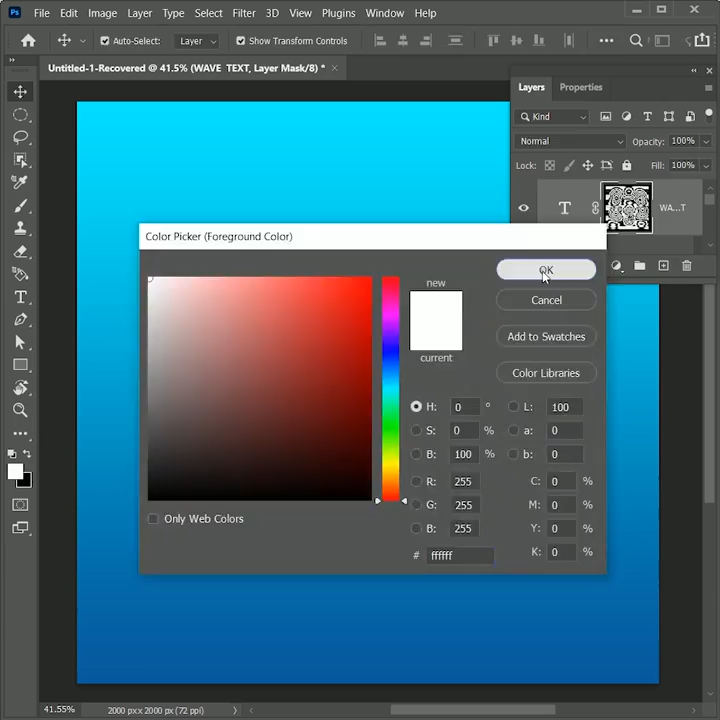 Ps File Edit Image Layer Type Select Filter 3D View Plugins Window Help
Auto-Select: Layer Show Transform Controls
Untitled-1-Recovered @ 41.5% (WAVE TEXT, Layer Mask/8) *
Layers Properties
Kind
Normal Opacity: 100%
Lock: Fill: 100%
WA...T
Color Picker (Foreground Color)
new
current
OK
Cancel
Add to Swatches
Color Libraries
H: 0 ° L: 100
S: 0 % a: 0
B: 100 % b: 0
R: 255 C: 0 %
G: 255 M: 0 %
B: 255 Y: 0 %
# ffffff K: 0 %
Only Web Colors
41.55% 2000 px x 2000 px (72 ppi)